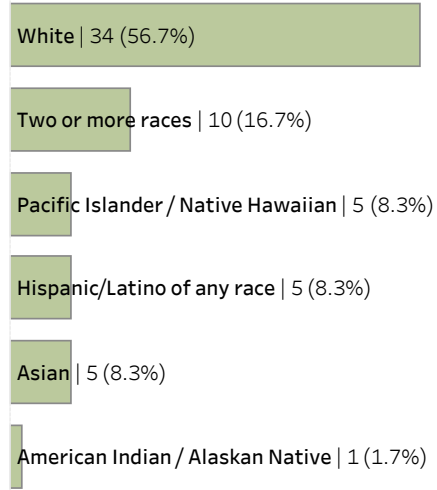 White | 34 (56.7%)
Two or more races | 10 (16.7%)
Pacific Islander / Native Hawaiian | 5 (8.3%)
Hispanic/Latino of any race | 5 (8.3%)
Asian | 5 (8.3%)
American Indian / Alaskan Native | 1 (1.7%)